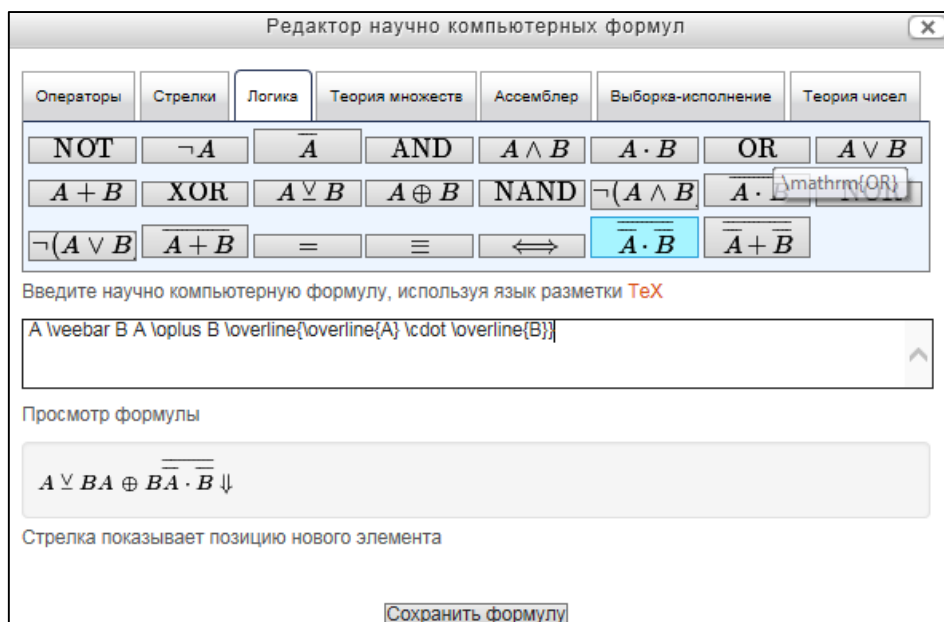 Редактор научно компьютерных формул
Операторы Стрелки Логика Теория множеств Ассемблер Выборка-исполнение Теория чисел
NOT ¬A A̅ AND A ∧ B A · B OR A ∨ B
A + B XOR A ⊻ B A ⊕ B NAND ¬(A ∧ B A · B \mathrm{OR} NOR
¬(A ∨ B A + B = ≡ ⟺ A̅ · B̅ A̅ + B̅
Введите научно компьютерную формулу, используя язык разметки TeX
A \veebar B A \oplus B \overline{\overline{A} \cdot \overline{B}}
Просмотр формулы
A ⊻ BA ⊕ BA̅ · B̅ ⇓
Стрелка показывает позицию нового элемента
Сохранить формулу